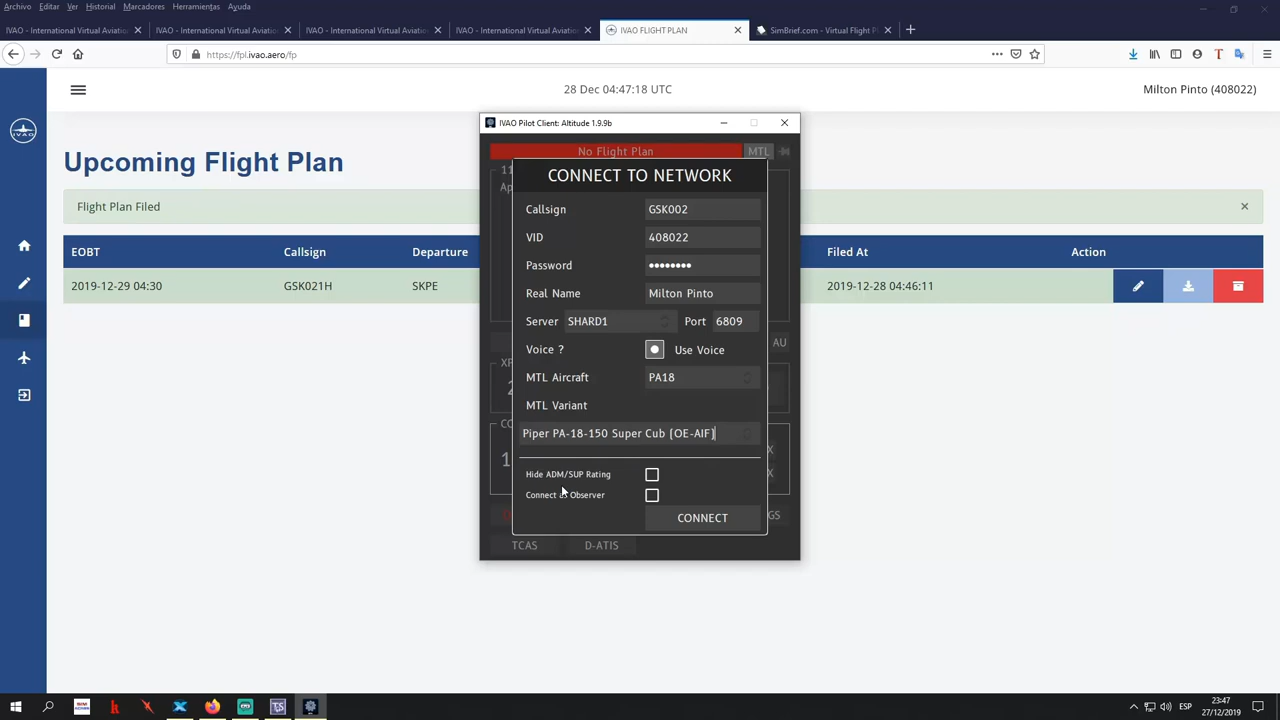 Archivo Editar Ver Historial Marcadores Herramientas Ayuda
IVAO - International Virtual Aviatio
IVAO - International Virtual Aviatio
IVAO - International Virtual Aviatio
IVAO - International Virtual Aviatio
IVAO FLIGHT PLAN
SimBrief.com - Virtual Flight Pl
https://fpl.ivao.aero/fp
28 Dec 04:47:18 UTC
Milton Pinto (408022)
IVAO
Upcoming Flight Plan
Flight Plan Filed
EOBT Callsign Departure Filed At Action
2019-12-29 04:30 GSK021H SKPE 2019-12-28 04:46:11
IVAO Pilot Client: Altitude 1.9.9b
No Flight Plan MTL
CONNECT TO NETWORK
Callsign GSK002
VID 408022
Password ••••••••
Real Name Milton Pinto
Server SHARD1 Port 6809
Voice ? Use Voice
AU
MTL Aircraft PA18
MTL Variant
Piper PA-18-150 Super Cub (OE-AIF)
Hide ADM/SUP Rating
Connect as Observer
CONNECT
GS
TCAS D-ATIS
ESP
23:47
27/12/2019